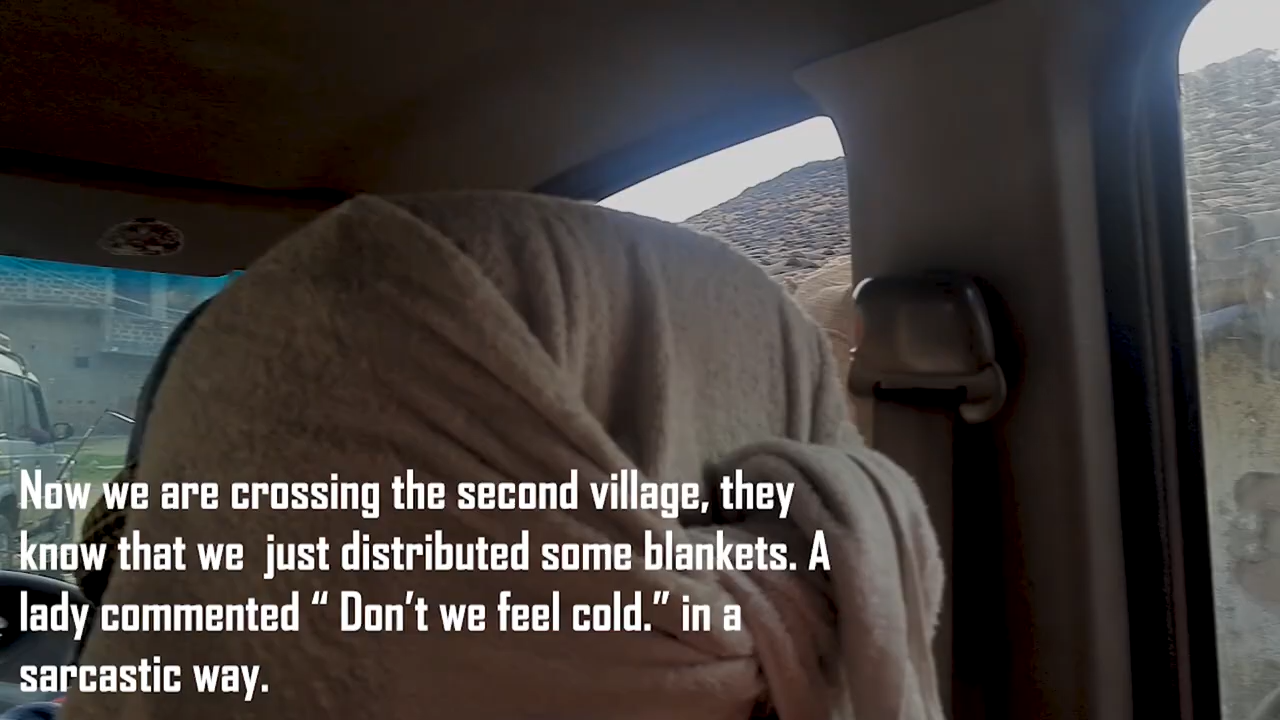 Now we are crossing the second village, they
know that we  just distributed some blankets. A
lady commented “ Don’t we feel cold.” in a
sarcastic way.